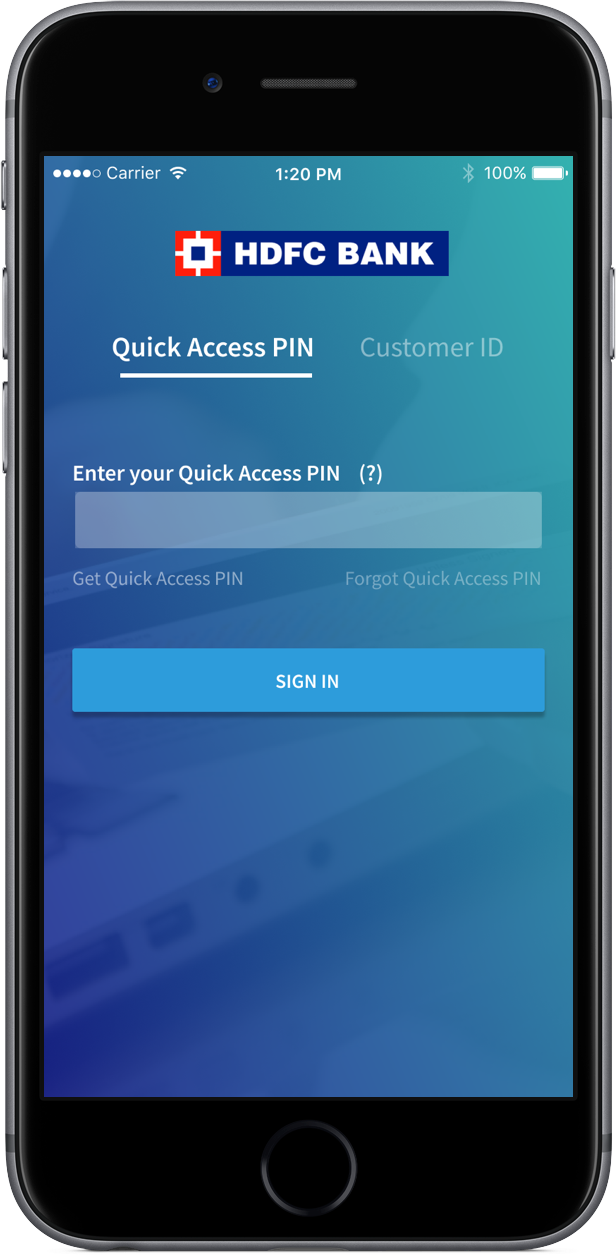 Carrier 1:20 PM 100%
HDFC BANK
Quick Access PIN Customer ID
Enter your Quick Access PIN (?)
Get Quick Access PIN Forgot Quick Access PIN
SIGN IN